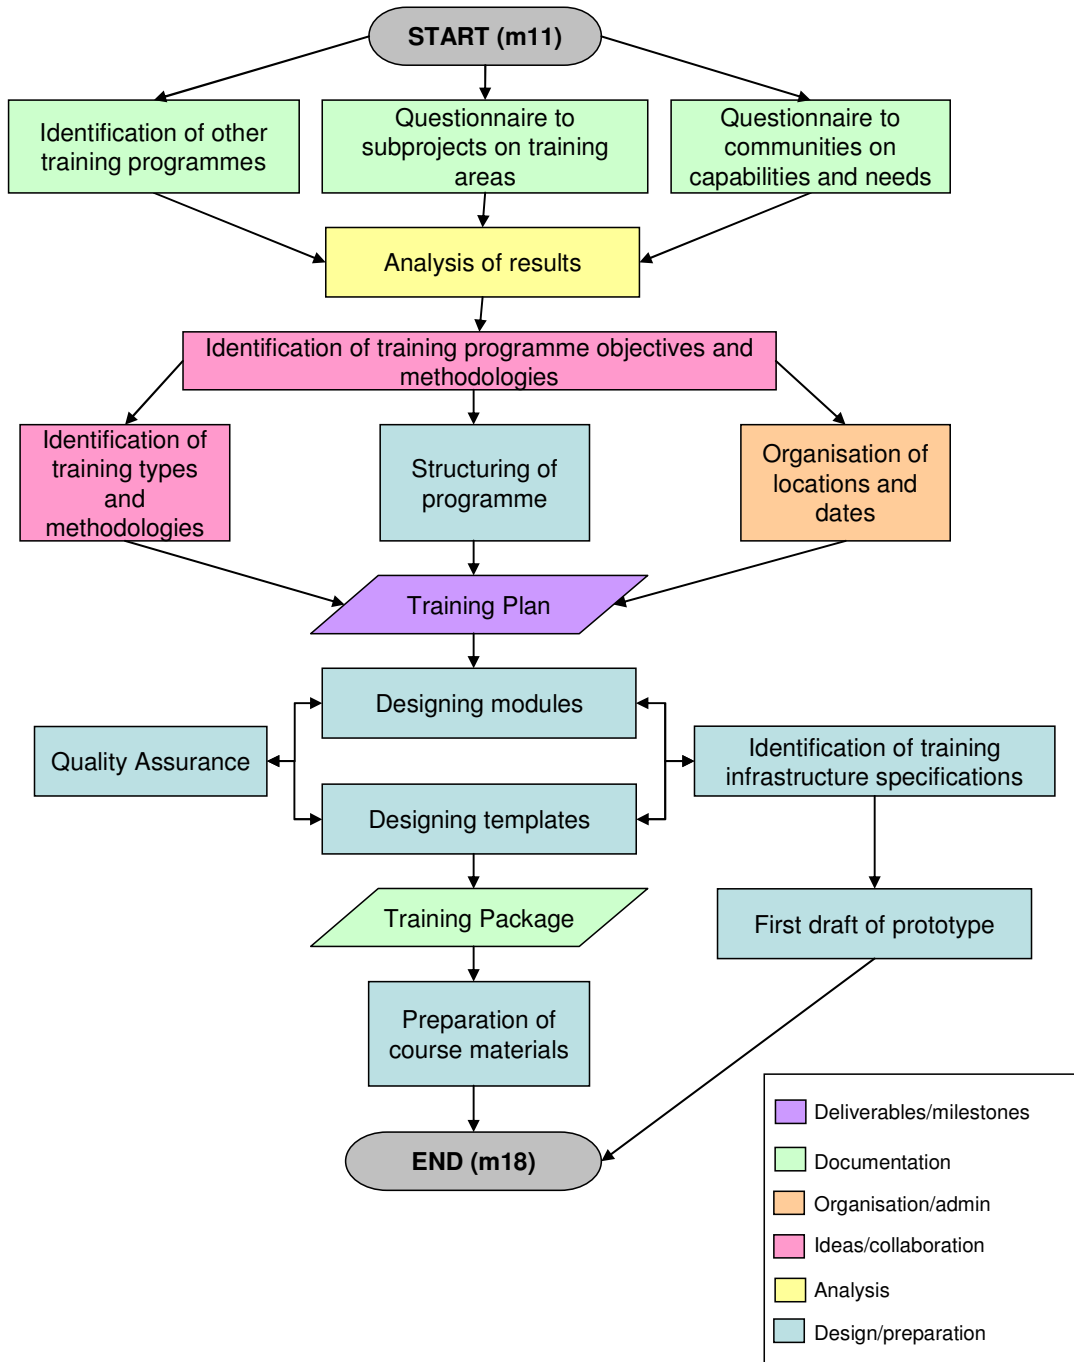 START (m11)
Identification of other
training programmes
Questionnaire to
subprojects on training
areas
Questionnaire to
communities on
capabilities and needs
Analysis of results
Identification of training programme objectives and
methodologies
Identification of
training types
and
methodologies
Structuring of
programme
Organisation of
locations and
dates
Training Plan
Designing modules
Quality Assurance
Identification of training
infrastructure specifications
Designing templates
Training Package
First draft of prototype
Preparation of
course materials
END (m18)
Deliverables/milestones
Documentation
Organisation/admin
Ideas/collaboration
Analysis
Design/preparation